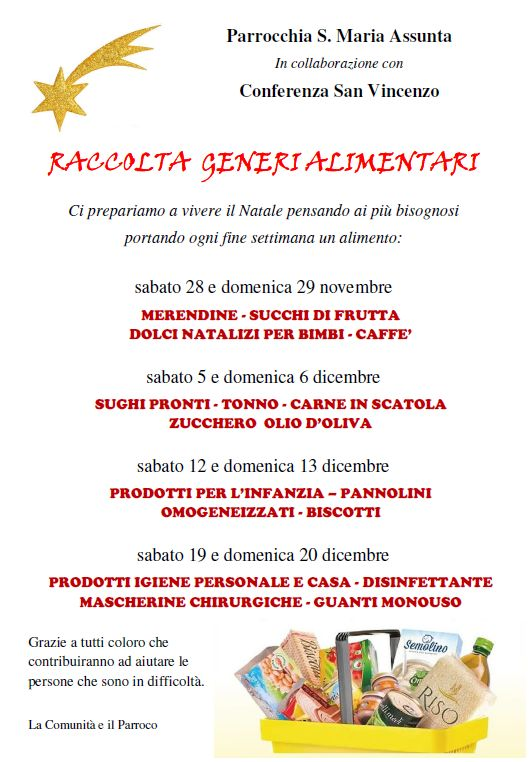 Parrocchia S. Maria Assunta
In collaborazione con
Conferenza San Vincenzo
RACCOLTA GENERI ALIMENTARI
Ci prepariamo a vivere il Natale pensando ai più bisognosi
portando ogni fine settimana un alimento:
sabato 28 e domenica 29 novembre
MERENDINE - SUCCHI DI FRUTTA
DOLCI NATALIZI PER BIMBI - CAFFE'
sabato 5 e domenica 6 dicembre
SUGHI PRONTI - TONNO - CARNE IN SCATOLA
ZUCCHERO OLIO D'OLIVA
sabato 12 e domenica 13 dicembre
PRODOTTI PER L'INFANZIA – PANNOLINI
OMOGENEIZZATI - BISCOTTI
sabato 19 e domenica 20 dicembre
PRODOTTI IGIENE PERSONALE E CASA - DISINFETTANTE
MASCHERINE CHIRURGICHE - GUANTI MONOUSO
Grazie a tutti coloro che
contribuiranno ad aiutare le
persone che sono in difficoltà.
La Comunità e il Parroco
Semolino
RISO